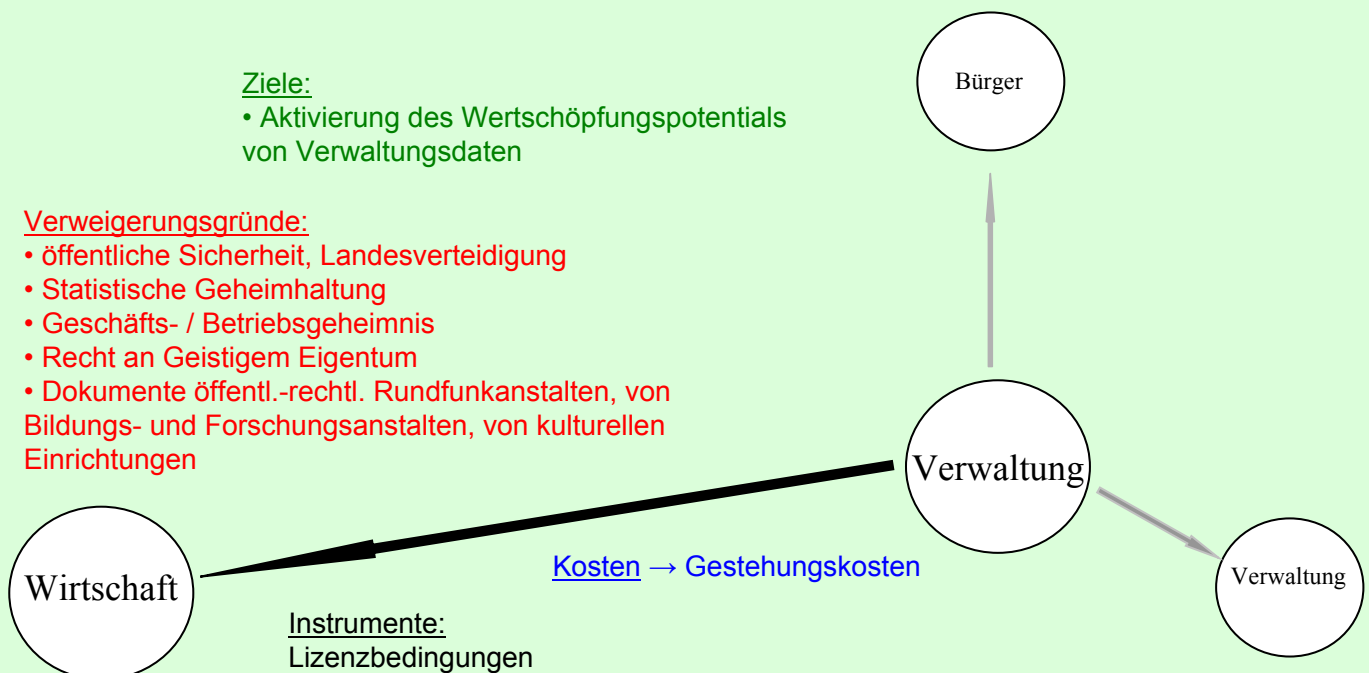 Ziele:
• Aktivierung des Wertschöpfungspotentials
von Verwaltungsdaten
Bürger
Verweigerungsgründe:
• öffentliche Sicherheit, Landesverteidigung
• Statistische Geheimhaltung
• Geschäfts- / Betriebsgeheimnis
• Recht an Geistigem Eigentum
• Dokumente öffentl.-rechtl. Rundfunkanstalten, von
Bildungs- und Forschungsanstalten, von kulturellen
Einrichtungen
Verwaltung
Wirtschaft
Kosten → Gestehungskosten
Verwaltung
Instrumente:
Lizenzbedingungen